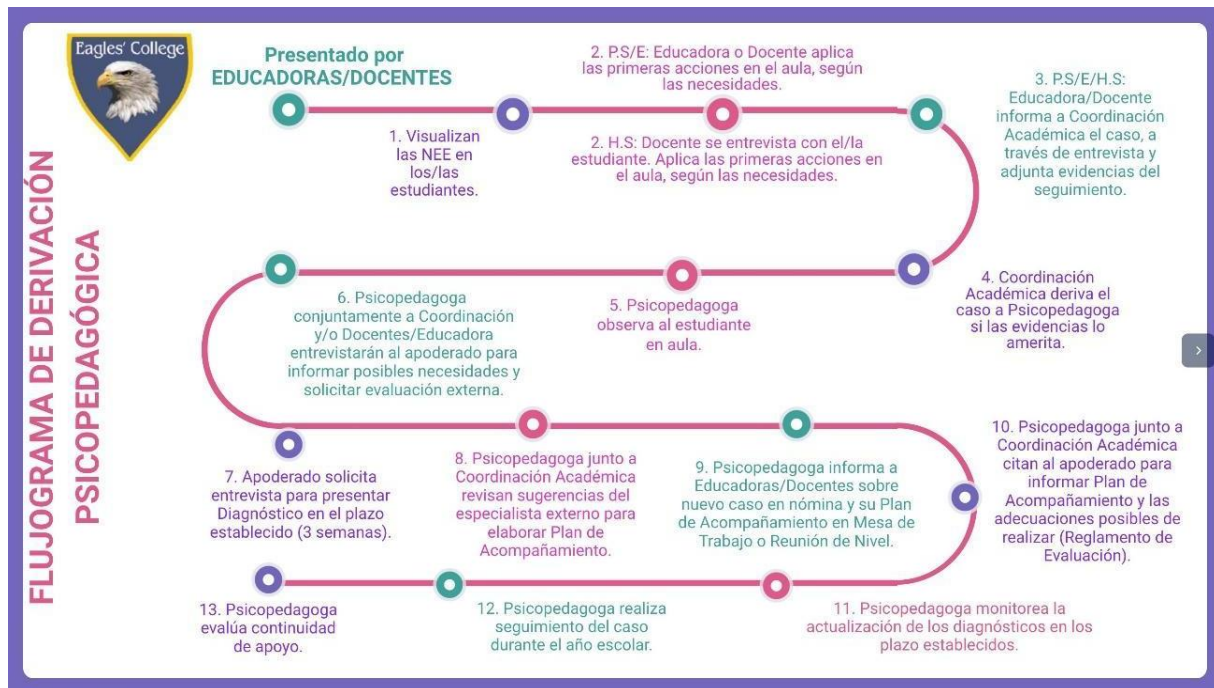 Eagles' College
FLUJOGRAMA DE DERIVACIÓN
PSICOPEDAGÓGICA
Presentado por
EDUCADORAS/DOCENTES
1. Visualizan
las NEE en
los/las
estudiantes.
2. P.S/E: Educadora o Docente aplica
las primeras acciones en el aula, según
las necesidades.
2. H.S: Docente se entrevista con el/la
estudiante. Aplica las primeras acciones en
el aula, según las necesidades.
3. P.S/E/H.S:
Educadora/Docente
informa a Coordinación
Académica el caso, a
través de entrevista y
adjunta evidencias del
seguimiento.
4. Coordinación
Académica deriva el
caso a Psicopedagoga
si las evidencias lo
amerita.
5. Psicopedagoga
observa al estudiante
en aula.
6. Psicopedagoga
conjuntamente a Coordinación
y/o Docentes/Educadora
entrevistarán al apoderado para
informar posibles necesidades y
solicitar evaluación externa.
7. Apoderado solicita
entrevista para presentar
Diagnóstico en el plazo
establecido (3 semanas).
8. Psicopedagoga junto a
Coordinación Académica
revisan sugerencias del
especialista externo para
elaborar Plan de
Acompañamiento.
9. Psicopedagoga informa a
Educadoras/Docentes sobre
nuevo caso en nómina y su Plan
de Acompañamiento en Mesa de
Trabajo o Reunión de Nivel.
10. Psicopedagoga junto a
Coordinación Académica
citan al apoderado para
informar Plan de
Acompañamiento y las
adecuaciones posibles de
realizar (Reglamento de
Evaluación).
11. Psicopedagoga monitorea la
actualización de los diagnósticos en los
plazo establecidos.
12. Psicopedagoga realiza
seguimiento del caso
durante el año escolar.
13. Psicopedagoga
evalúa continuidad
de apoyo.